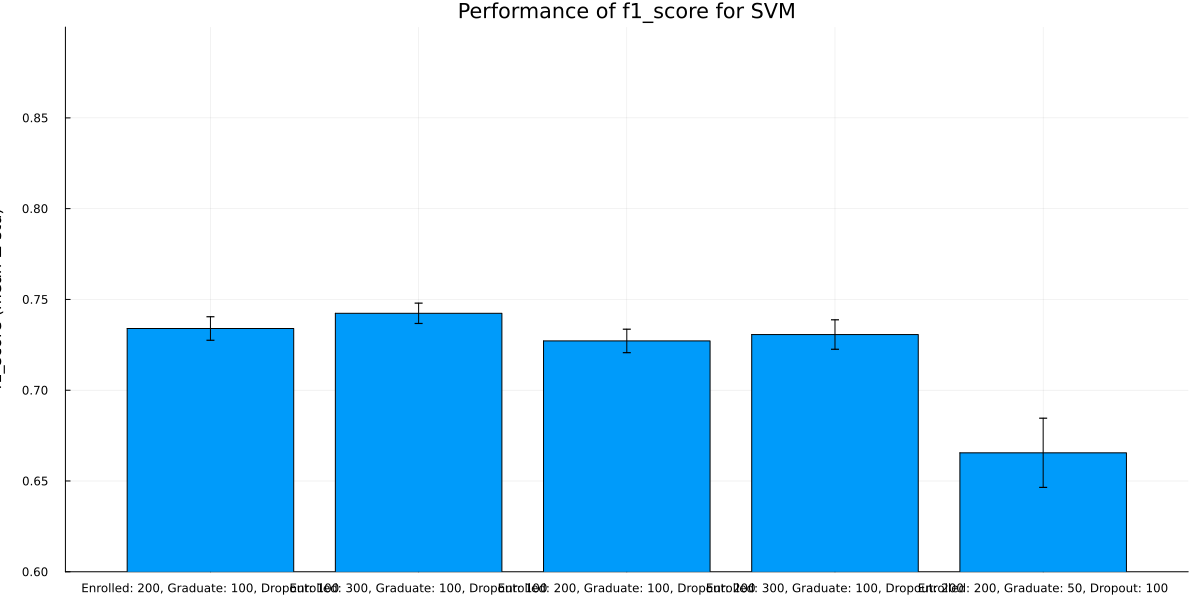 Performance of f1_score for SVM
0.85
0.80
0.75
0.70
0.65
0.60
Enrolled: 200, Graduate: 100, Dropout: 100
Enrolled: 300, Graduate: 100, Dropout: 100
Enrolled: 200, Graduate: 100, Dropout: 200
Enrolled: 300, Graduate: 100, Dropout: 200
Enrolled: 200, Graduate: 50, Dropout: 100